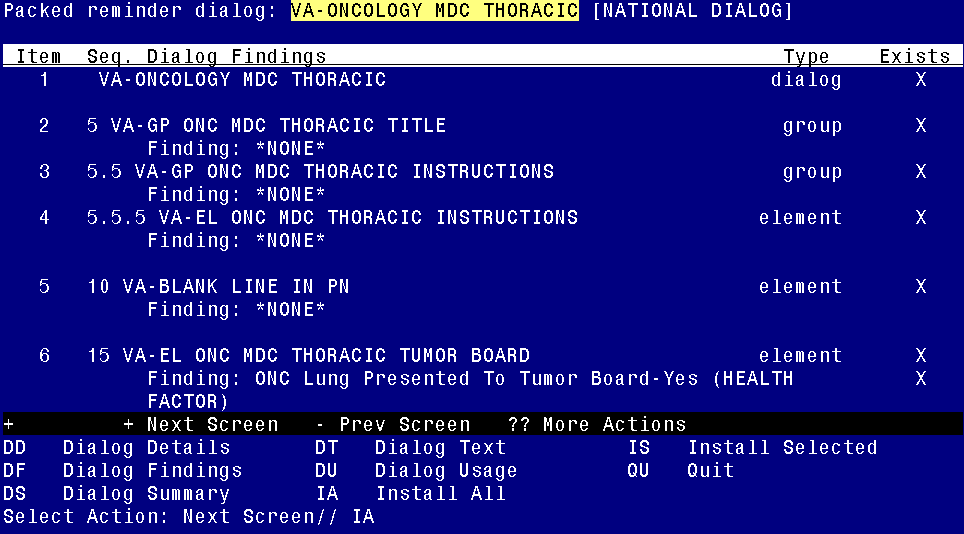 Packed reminder dialog: VA-ONCOLOGY MDC THORACIC [NATIONAL DIALOG]
Item Seq. Dialog Findings Type Exists
1 VA-ONCOLOGY MDC THORACIC dialog X
2 5 VA-GP ONC MDC THORACIC TITLE group X
Finding: *NONE*
3 5.5 VA-GP ONC MDC THORACIC INSTRUCTIONS group X
Finding: *NONE*
4 5.5.5 VA-EL ONC MDC THORACIC INSTRUCTIONS element X
Finding: *NONE*
5 10 VA-BLANK LINE IN PN element X
Finding: *NONE*
6 15 VA-EL ONC MDC THORACIC TUMOR BOARD element X
Finding: ONC Lung Presented To Tumor Board-Yes (HEALTH X
FACTOR)
+ + Next Screen - Prev Screen ?? More Actions
DD Dialog Details DT Dialog Text IS Install Selected
DF Dialog Findings DU Dialog Usage QU Quit
DS Dialog Summary IA Install All
Select Action: Next Screen// IA